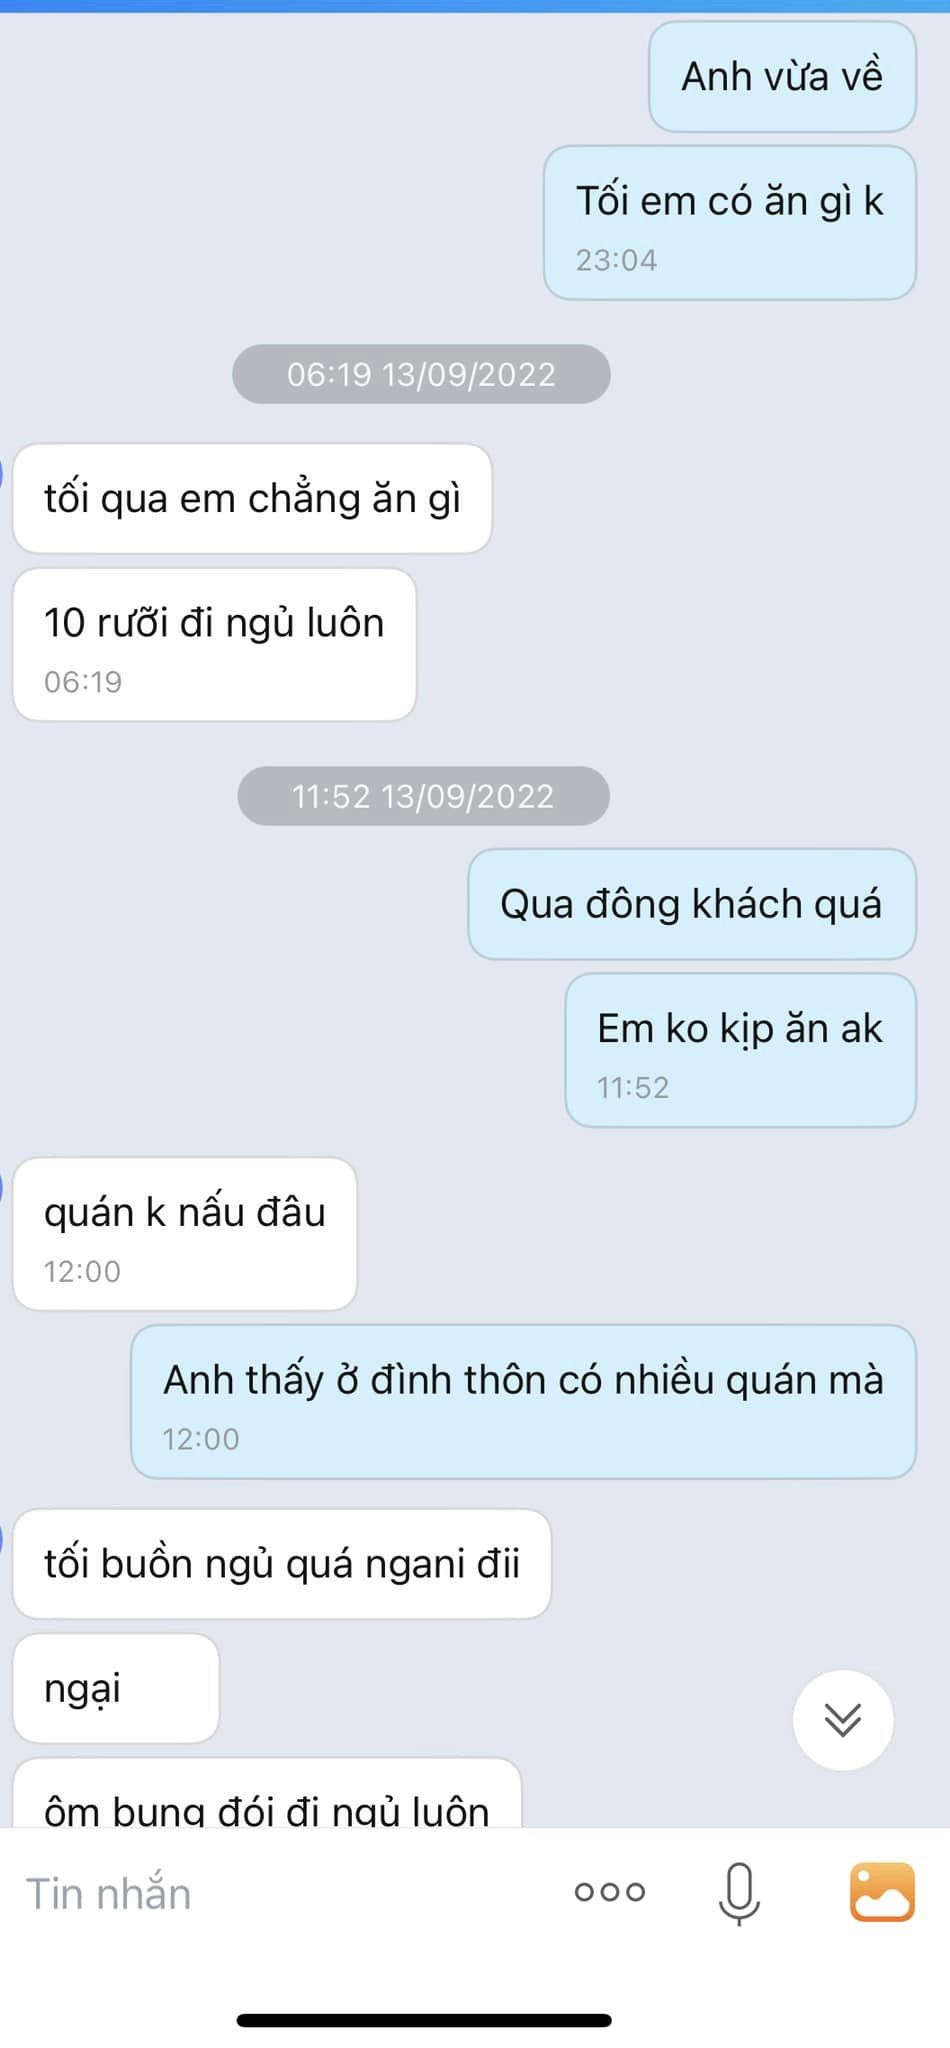 Anh vừa về
Tối em có ăn gì k
23:04
06:19 13/09/2022
tối qua em chẳng ăn gì
10 rưỡi đi ngủ luôn
06:19
11:52 13/09/2022
Qua đông khách quá
Em ko kịp ăn ak
11:52
quán k nấu đâu
12:00
Anh thấy ở đình thôn có nhiều quán mà
12:00
tối buồn ngủ quá ngani đii
ngại
ôm bụng đói đi ngủ luôn
Tin nhắn